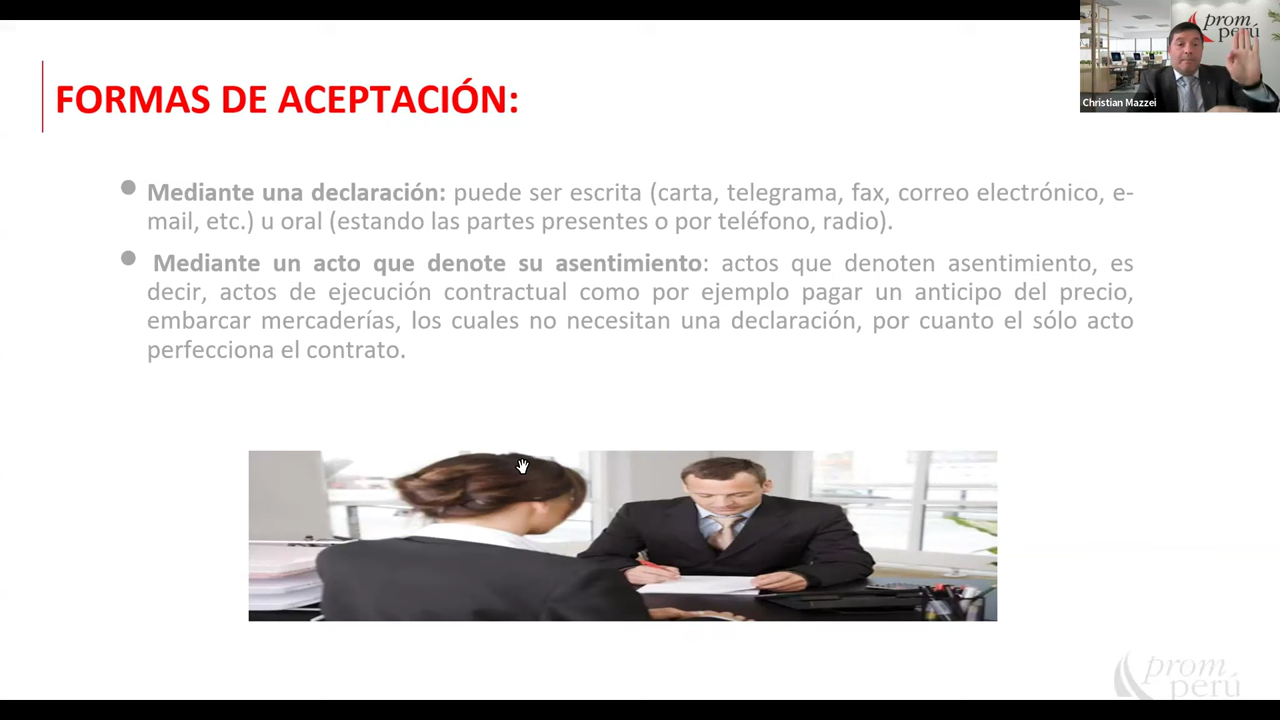 FORMAS DE ACEPTACIÓN:
Mediante una declaración: puede ser escrita (carta, telegrama, fax, correo electrónico, e-
mail, etc.) u oral (estando las partes presentes o por teléfono, radio).
Mediante un acto que denote su asentimiento: actos que denoten asentimiento, es
decir, actos de ejecución contractual como por ejemplo pagar un anticipo del precio,
embarcar mercaderías, los cuales no necesitan una declaración, por cuanto el sólo acto
perfecciona el contrato.
prom
perú
Christian Mazzei
prom
perú